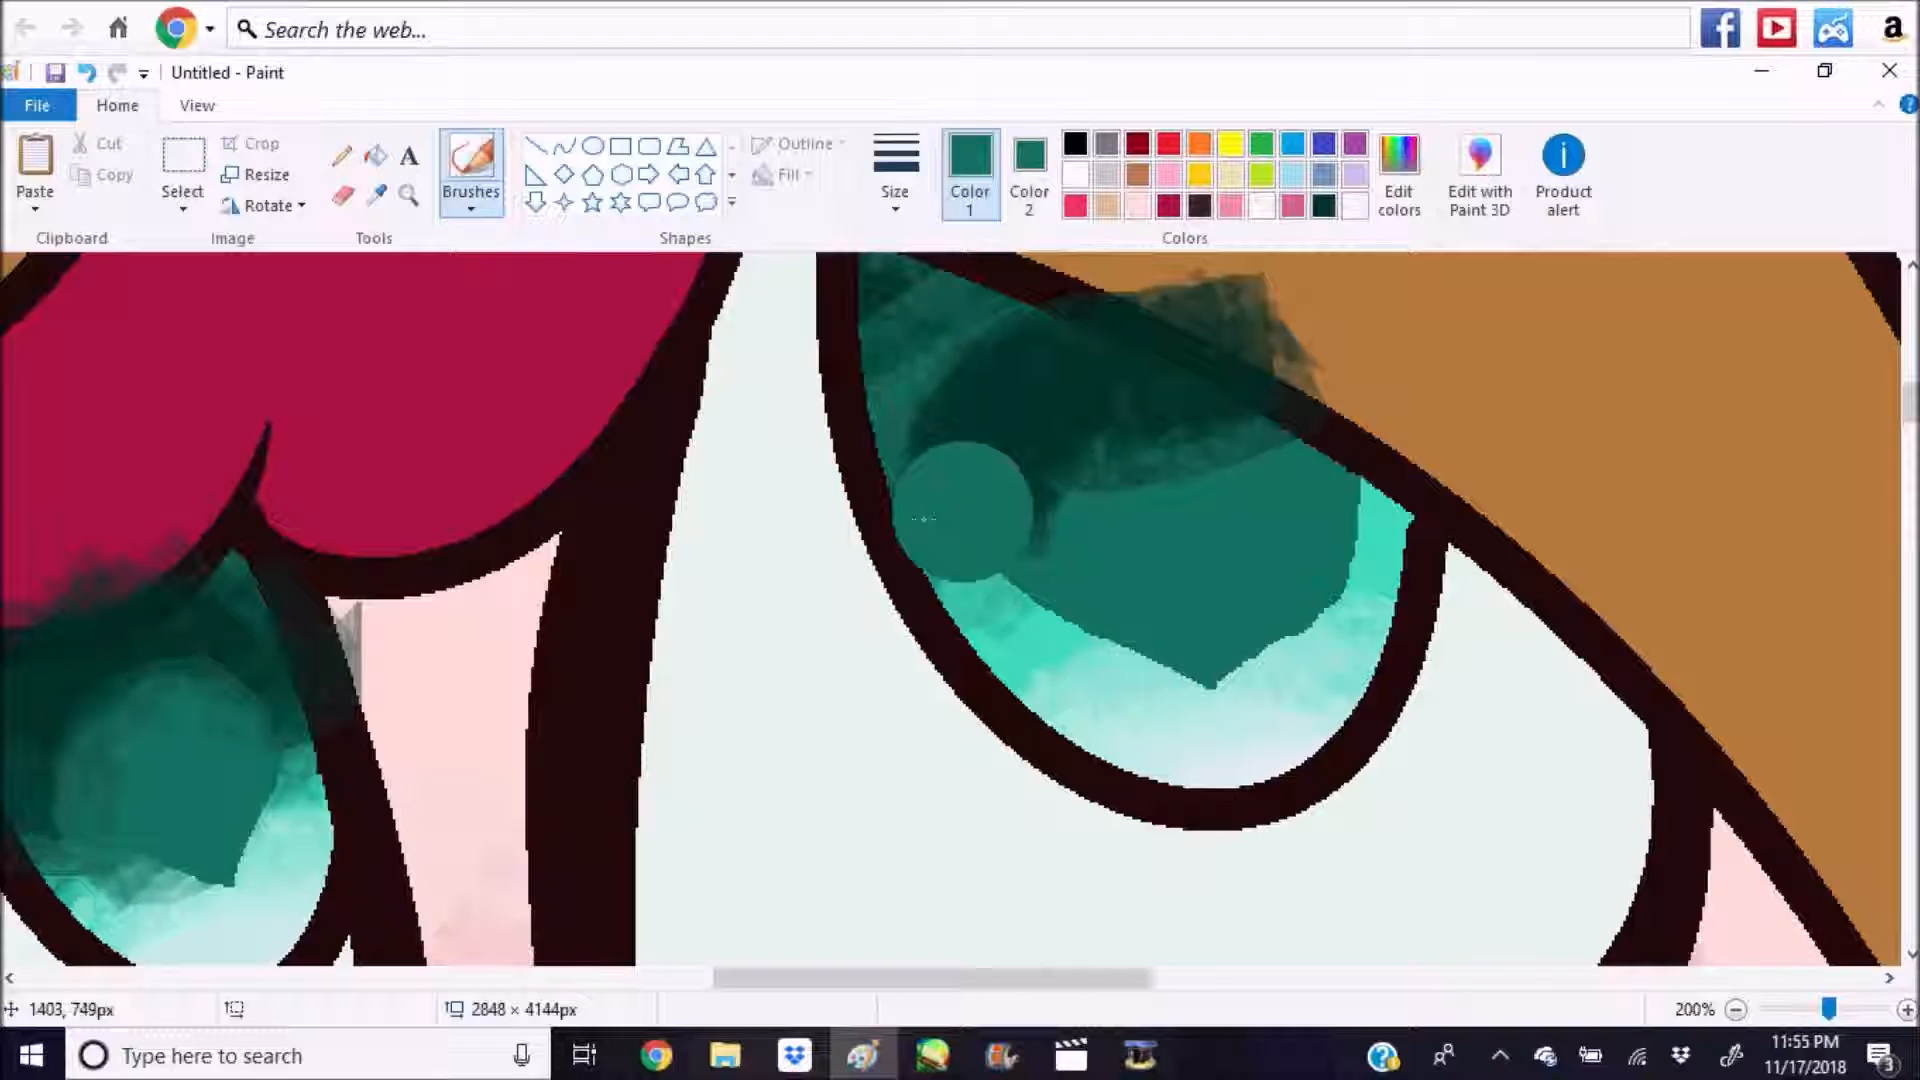 Search the web...
a
Untitled - Paint
File Home View
Paste
Cut
Copy
Clipboard
Select
Crop
Resize
Rotate
Image
A
Tools
Brushes
Shapes
Outline
Fill
Size
Color 1
Color 2
Colors
Edit colors
Edit with Paint 3D
Product alert
1403, 749px
2848 × 4144px
200%
Type here to search
11:55 PM
11/17/2018
3